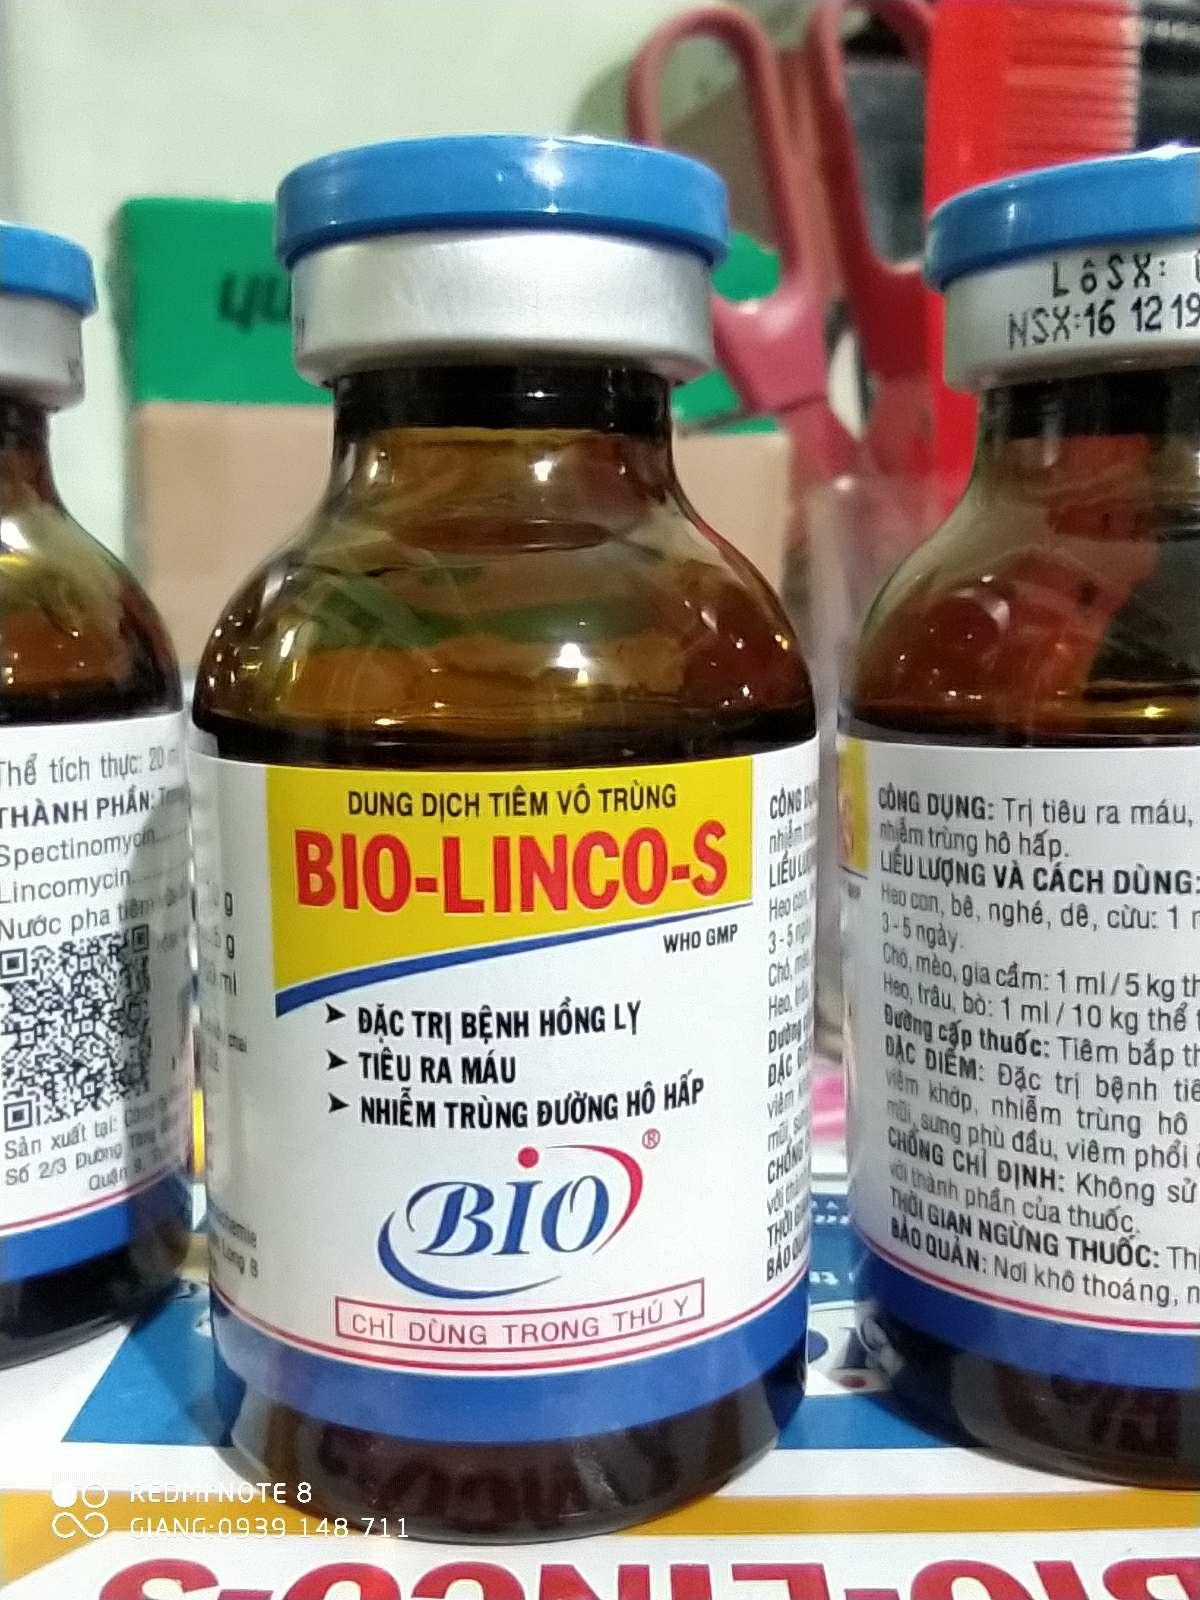 Thể tích thực: 20
THÀNH PHẦN:
Spectinomycin
Lincomycin
Nước pha tiêm
Sản xuất tại:
Số 2/3 Đường
g
g
ml
DUNG DỊCH TIÊM VÔ TRÙNG
BIO-LINCO-S
WHO GMP
➤ ĐẶC TRỊ BỆNH HỒNG LỴ
➤ TIÊU RA MÁU
➤ NHIỄM TRÙNG ĐƯỜNG HÔ HẤP
BIO®
CHỈ DÙNG TRONG THÚ Y
LôSX:
NSX:16 12 19
CÔNG DỤNG: Trị tiêu ra máu,
nhiễm trùng hô hấp.
LIỀU LƯỢNG VÀ CÁCH DÙNG:
Heo con, bê, nghé, dê, cừu: 1
3 - 5 ngày.
Chó, mèo, gia cầm: 1 ml / 5 kg
Heo, trâu, bò: 1 ml / 10 kg thể
Đường cấp thuốc: Tiêm bắp
ĐẶC ĐIỂM: Đặc trị bệnh
viêm khớp, nhiễm trùng hô
mũi, sưng phù đầu, viêm phổi
CHỐNG CHỈ ĐỊNH: Không sử
với thành phần của thuốc.
THỜI GIAN NGỪNG THUỐC:
BẢO QUẢN: Nơi khô thoáng,
REDMI NOTE 8
GIANG:0939 148 711
BIO-LINCO-S